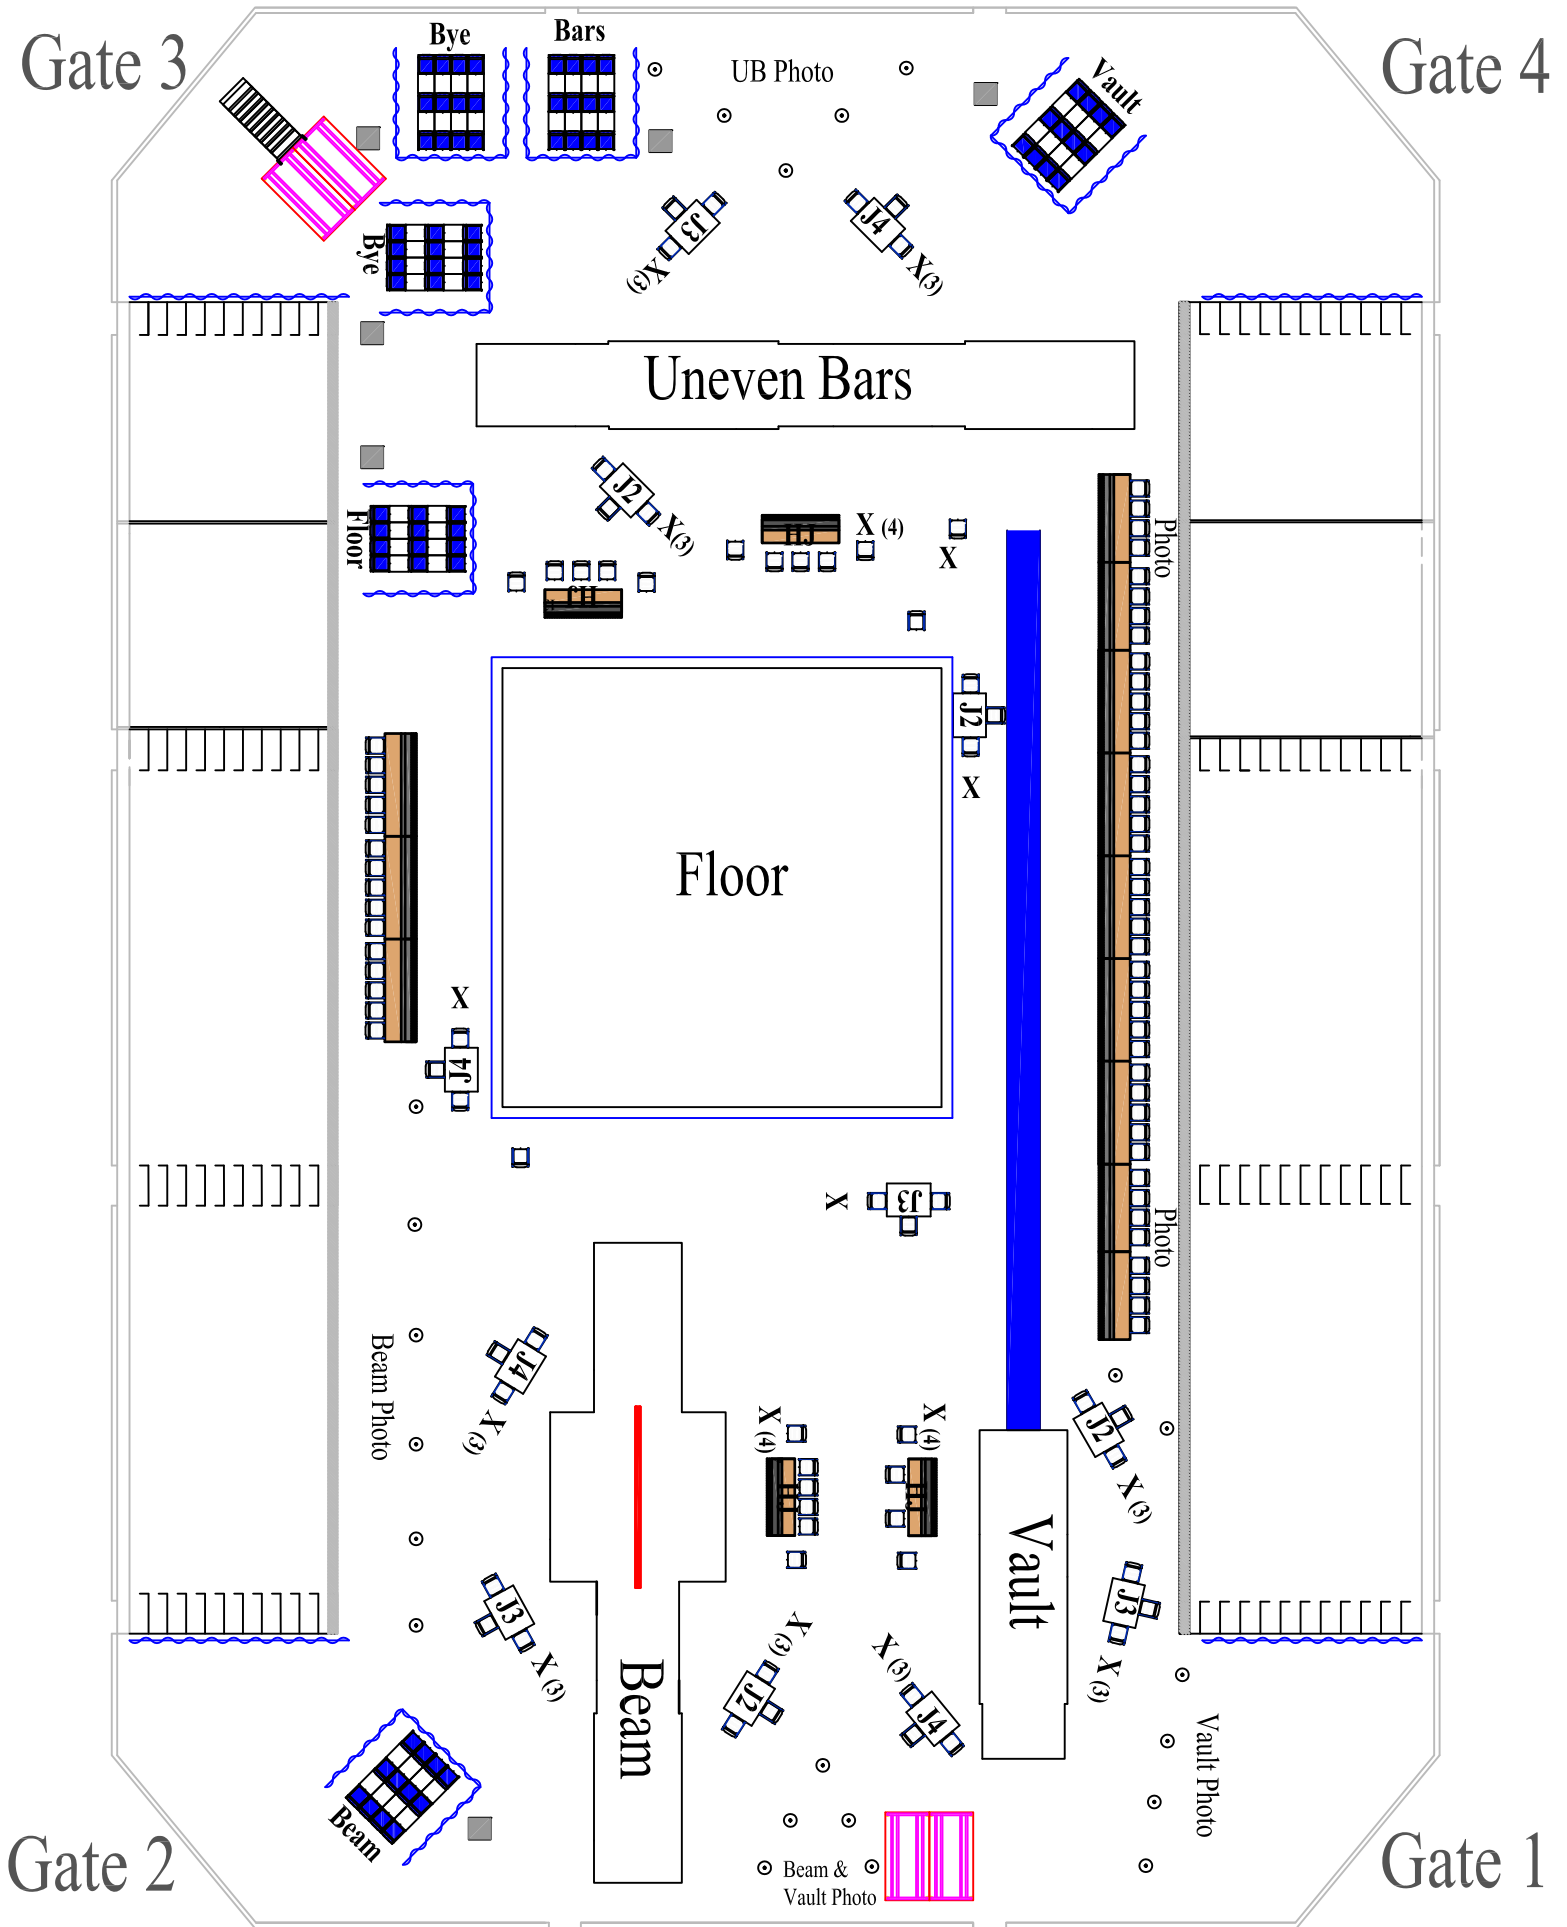 Gate 3
Bye
Bars
UB Photo
Vault
Gate 4
Bye
J3
X(3)
J4
X(3)
Uneven Bars
Floor
J2
X(3)
HJ
X (4)
X
Photo
HJ
J2
X
Floor
X
J4
X
J3
Photo
Beam Photo
J4
X (3)
X (4)
X (4)
J2
X (3)
Vault
J3
X (3)
J3
X (3)
Beam
J2
X (3)
X (3)
J4
Vault Photo
Beam
Gate 2
Beam &
Vault Photo
Gate 1